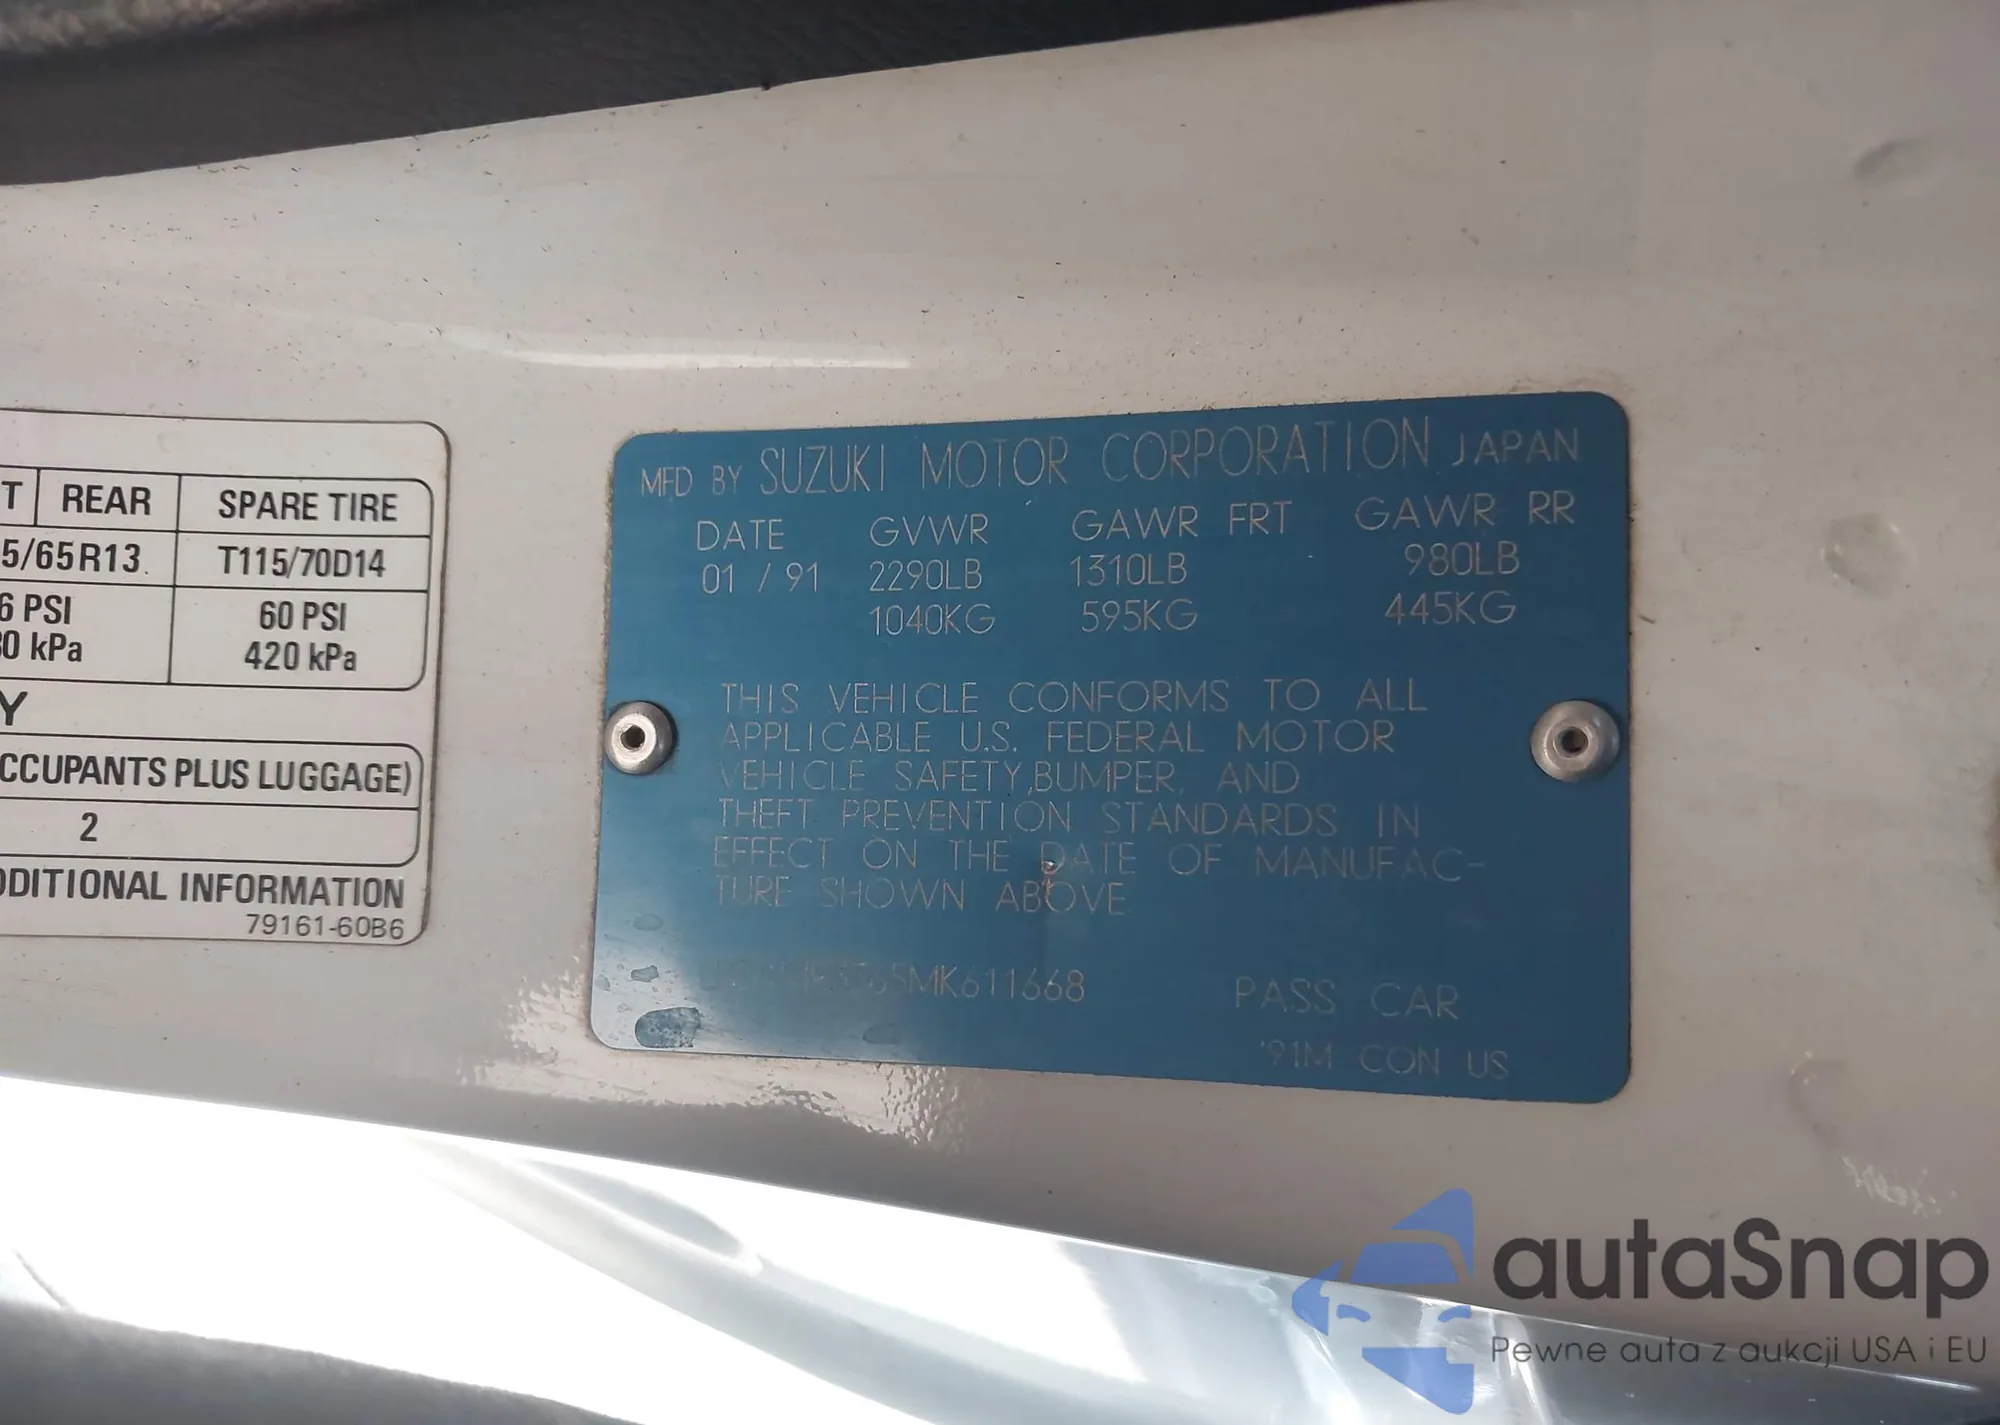 T REAR SPARE TIRE
5/65R13. T115/70D14
6 PSI 60 PSI
30 kPa 420 kPa
Y
CCUPANTS PLUS LUGGAGE)
2
DDITIONAL INFORMATION
79161-60B6
MFD BY SUZUKI MOTOR CORPORATION JAPAN
DATE GVWR GAWR FRT GAWR RR
01 / 91 2290LB 1310LB 980LB
1040KG 595KG 445KG
THIS VEHICLE CONFORMS TO ALL
APPLICABLE U.S. FEDERAL MOTOR
VEHICLE SAFETY,BUMPER, AND
THEFT PREVENTION STANDARDS IN
EFFECT ON THE DATE OF MANUFAC-
TURE SHOWN ABOVE
PASS CAR
'91M CON US
autaSnap
Pewne auta z aukcji USA i EU